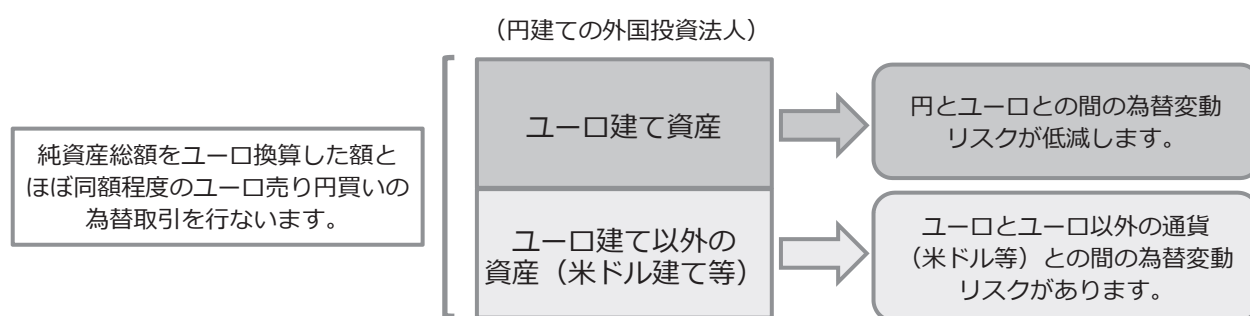 （円建ての外国投資法人）
純資産総額をユーロ換算した額と
ほぼ同額程度のユーロ売り円買いの
為替取引を行ないます。
ユーロ建て資産
円とユーロとの間の為替変動
リスクが低減します。
ユーロ建て以外の
資産（米ドル建て等）
ユーロとユーロ以外の通貨
（米ドル等）との間の為替変動
リスクがあります。